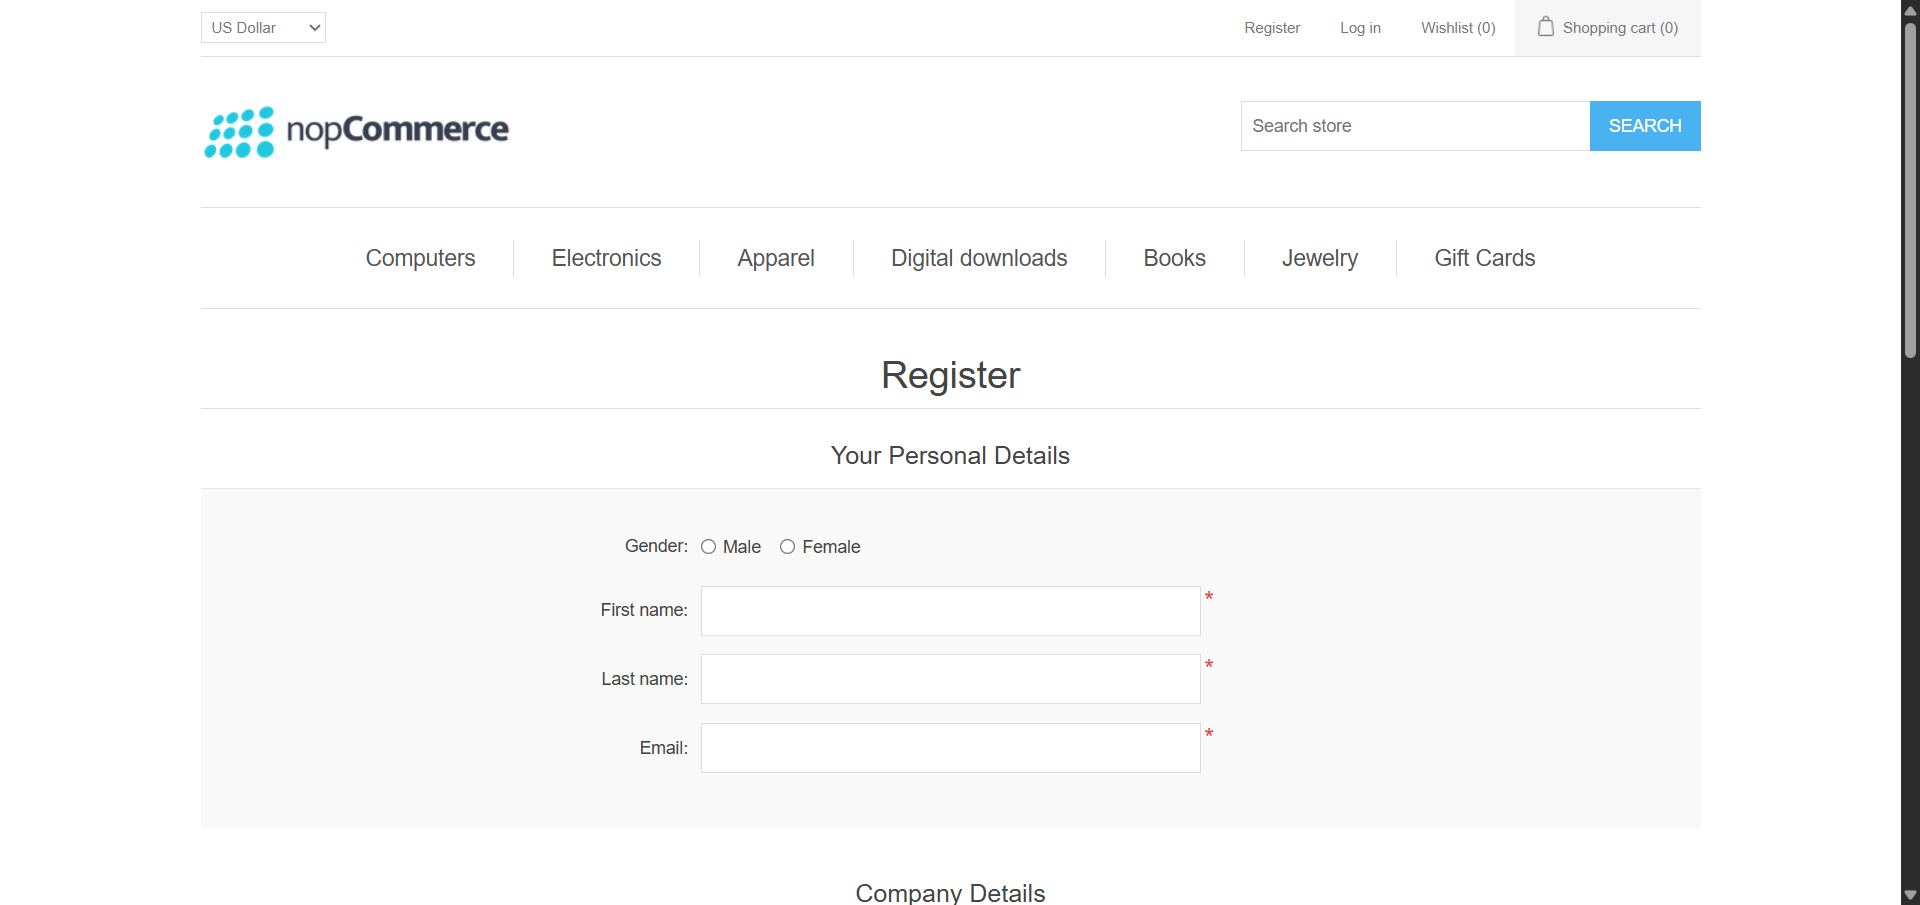 US Dollar
Register
Log in
Wishlist (0)
Shopping cart (0)
nopCommerce
Search store
SEARCH
Computers
Electronics
Apparel
Digital downloads
Books
Jewelry
Gift Cards
Register
Your Personal Details
Gender: Male Female
First name: *
Last name: *
Email: *
Company Details